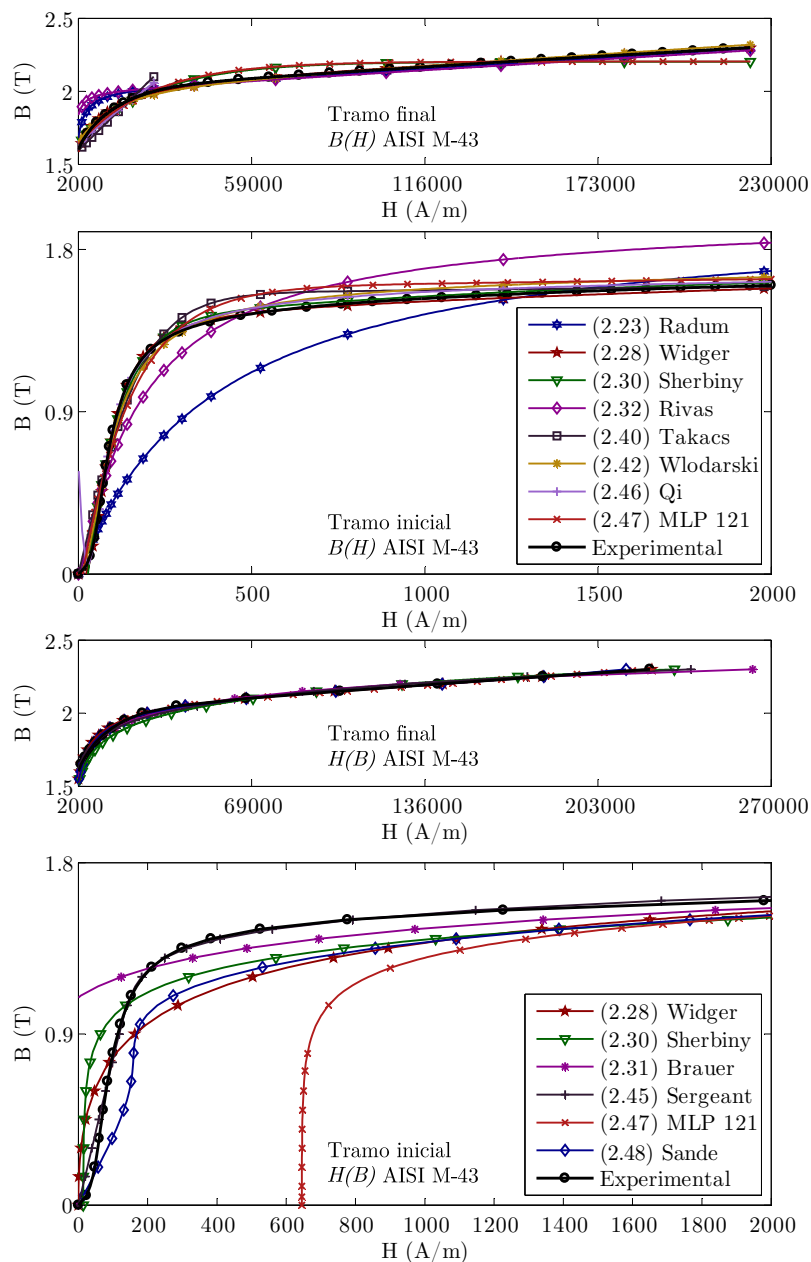 2.5
2
1.5
B (T)
Tramo final
B(H) AISI M-43
2000
59000
116000
173000
230000
H (A/m)
1.8
0.9
0
B (T)
(2.23) Radum
(2.28) Widger
(2.30) Sherbiny
(2.32) Rivas
(2.40) Takacs
(2.42) Wlodarski
(2.46) Qi
(2.47) MLP 121
Experimental
Tramo inicial
B(H) AISI M-43
0
500
1000
1500
2000
H (A/m)
2.5
2
1.5
B (T)
Tramo final
H(B) AISI M-43
2000
69000
136000
203000
270000
H (A/m)
1.8
0.9
0
B (T)
(2.28) Widger
(2.30) Sherbiny
(2.31) Brauer
(2.45) Sergeant
(2.47) MLP 121
(2.48) Sande
Experimental
Tramo inicial
H(B) AISI M-43
0
200
400
600
800
1000
1200
1400
1600
1800
2000
H (A/m)